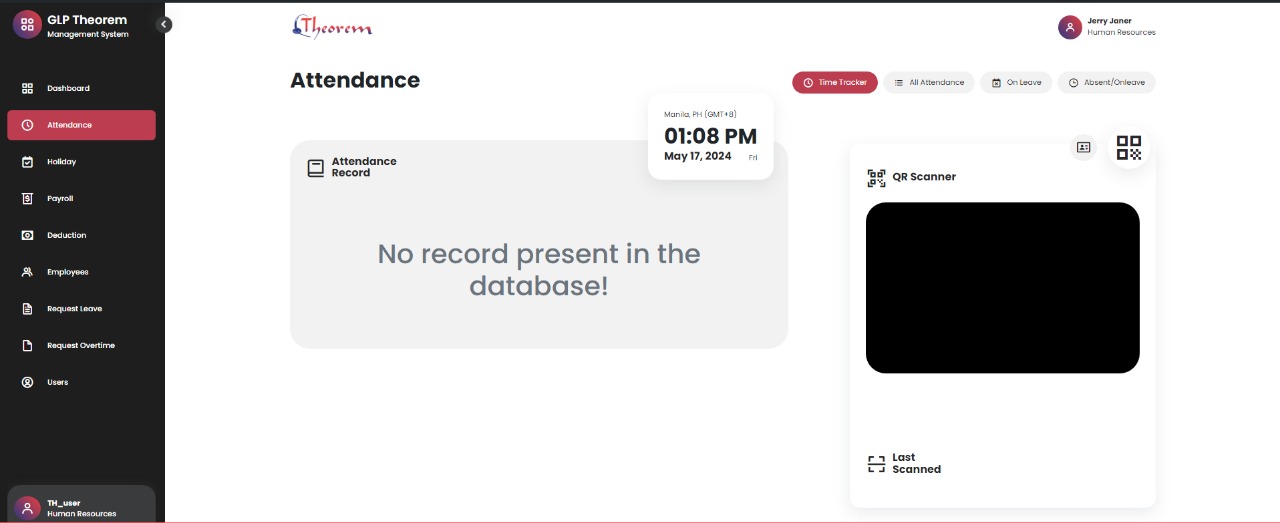 GLP Theorem
Management System
Dashboard
Attendance
Holiday
Payroll
Deduction
Employees
Request Leave
Request Overtime
Users
TH_user
Human Resources
Theorem
Jerry Janer
Human Resources
Attendance
Time Tracker
All Attendance
On Leave
Absent/Onleave
Manila, PH (GMT+8)
01:08 PM
May 17, 2024 Fri
Attendance
Record
No record present in the
database!
QR Scanner
Last
Scanned